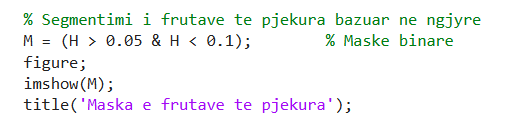 % Segmentimi i frutave te pjekura bazuar ne ngjyre
M = (H > 0.05 & H < 0.1);        % Maske binare
figure;
imshow(M);
title('Maska e frutave te pjekura');